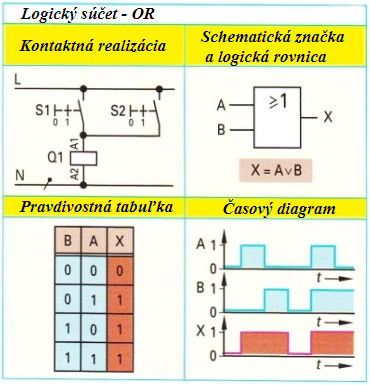 Logický súčet - OR
Kontaktná realizácia
Schematická značka
a logická rovnica
L
S1
0 1
S2
0 1
A1
Q1
A2
N
A
B
≥1
X
X = A∨B
Pravdivostná tabuľka
Časový diagram
B A X
0 0 0
0 1 1
1 0 1
1 1 1
A 1
0
t
B 1
0
t
X 1
0
t